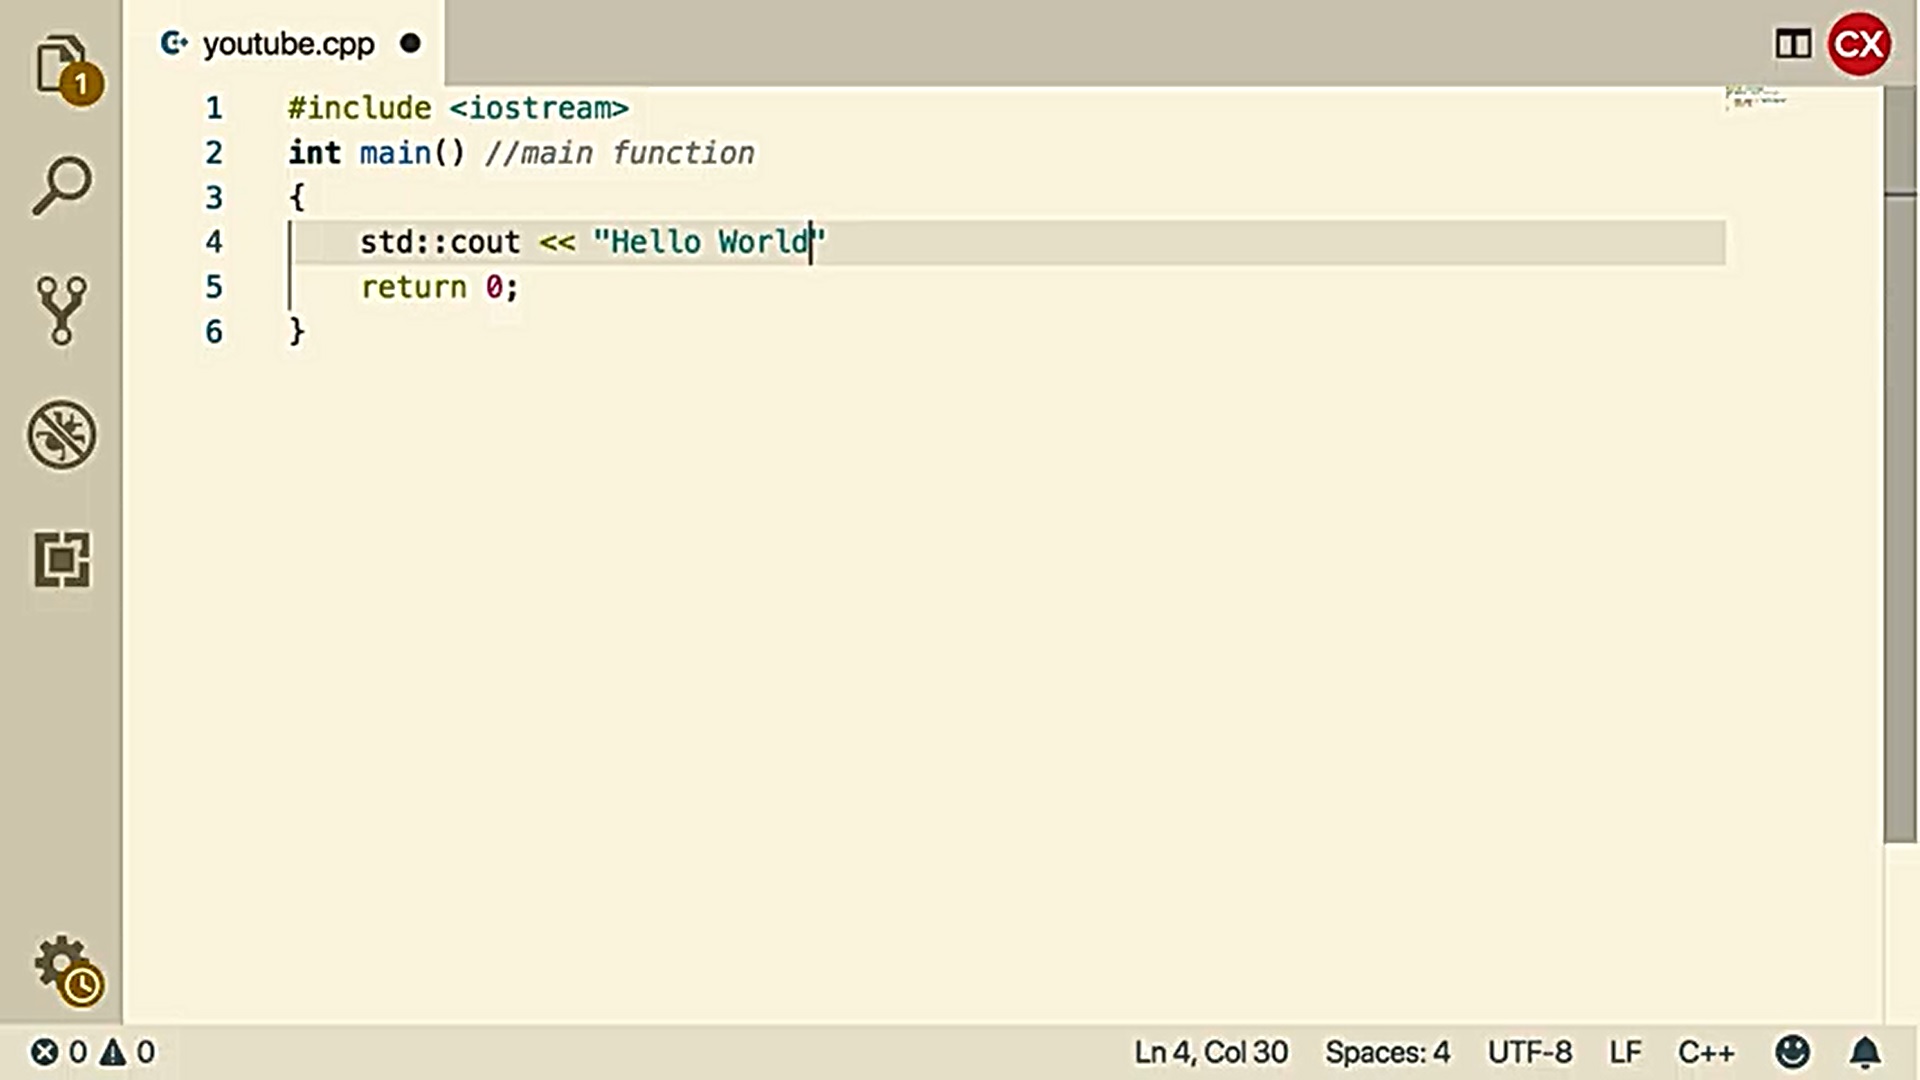 youtube.cpp
CX
1
1 #include <iostream>
2 int main() //main function
3 {
4     std::cout << "Hello World"
5     return 0;
6 }
0 0 Ln 4, Col 30 Spaces: 4 UTF-8 LF C++